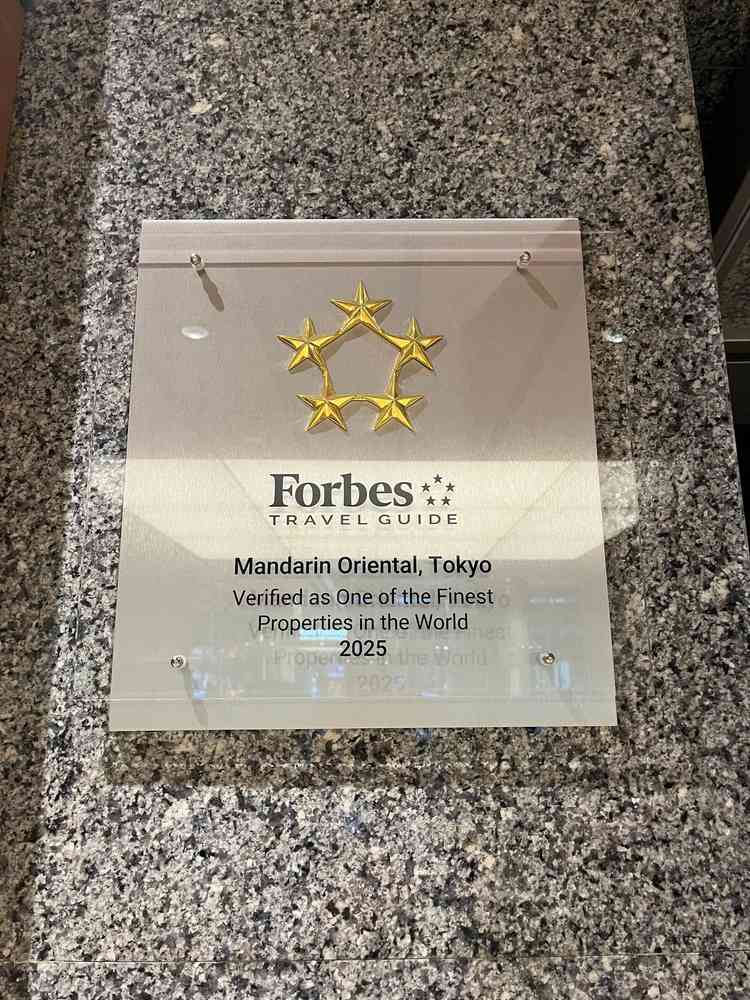 Forbes
TRAVEL GUIDE
Mandarin Oriental, Tokyo
Verified as One of the Finest
Properties in the World
2025